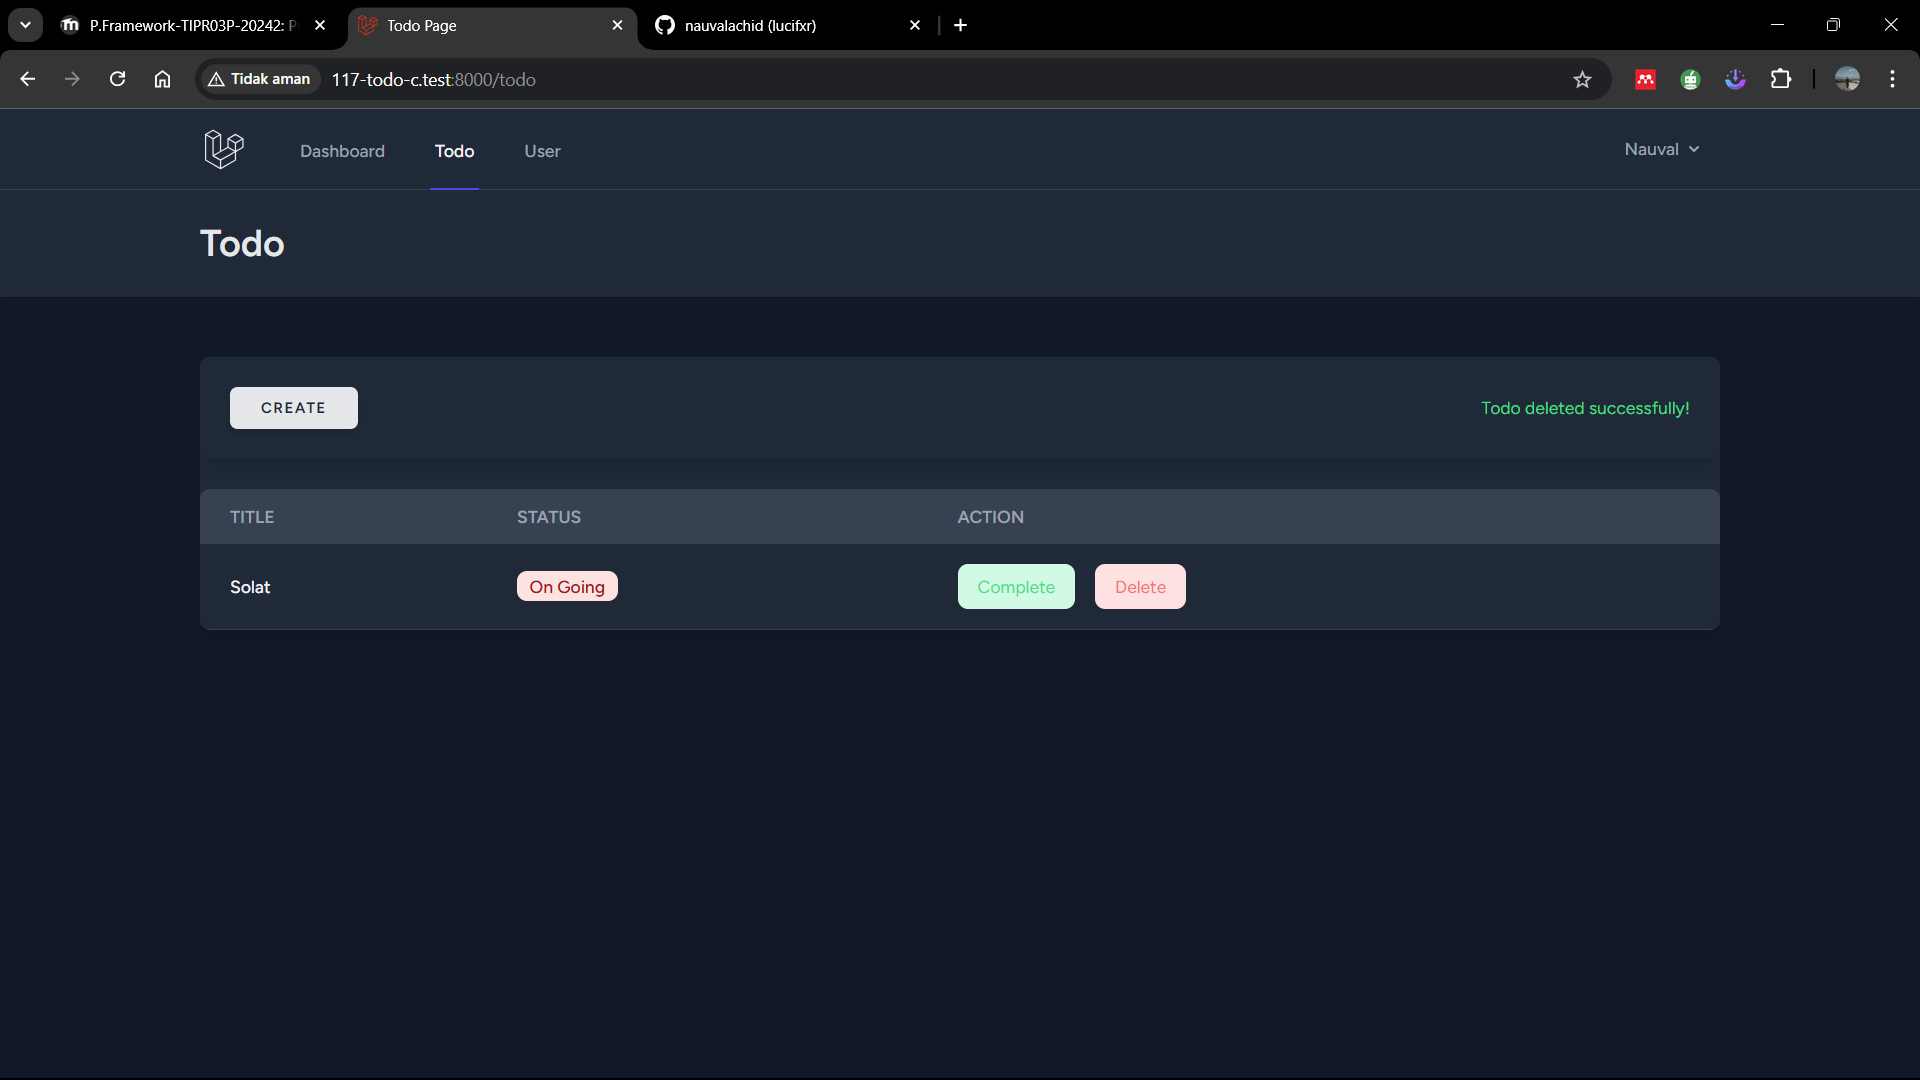 P.Framework-TIPR03P-20242: P
Todo Page
nauvalachid (lucifxr)
Tidak aman
117-todo-c.test:8000/todo
Dashboard
Todo
User
Nauval
Todo
CREATE
Todo deleted successfully!
TITLE
STATUS
ACTION
Solat
On Going
Complete
Delete